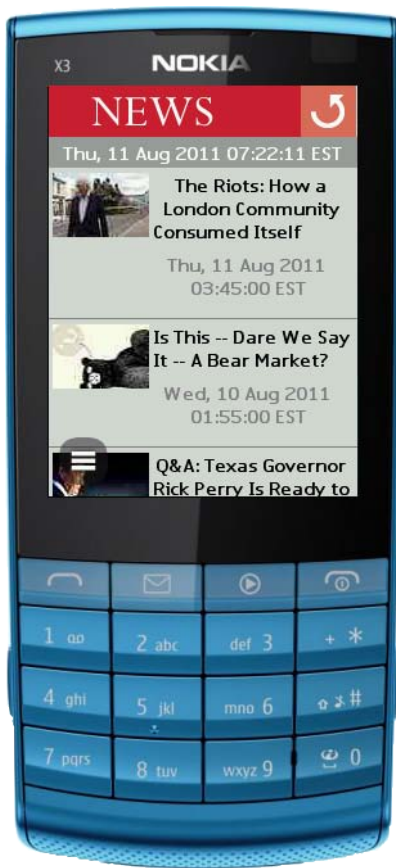 X3 NOKIA
NEWS
Thu, 11 Aug 2011 07:22:11 EST
The Riots: How a
London Community
Consumed Itself
Thu, 11 Aug 2011
03:45:00 EST
Is This -- Dare We Say
It -- A Bear Market?
Wed, 10 Aug 2011
01:55:00 EST
Q&A: Texas Governor
Rick Perry Is Ready to
1 2 abc def 3 + *
4 ghi 5 jkl mno 6 #
7 pqrs 8 tuv wxyz 9 0